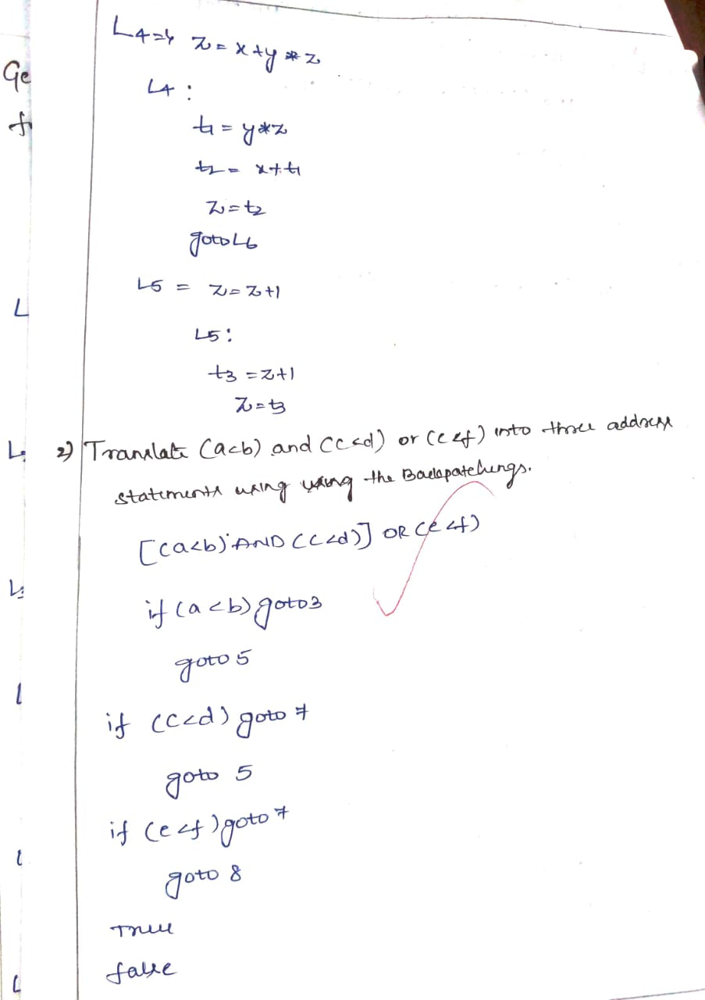 L4 => z = x + y * z
Ge
L4 :
t1 = y*z
t2 = x+t1
z = t2
goto L6
L5 = z = z+1
L5 :
t3 = z+1
z = t3
2) Translate (a<b) and (c<d) or (e<f) into three address
statements using using the Backpatchings.
[(a<b) AND (c<d)] OR (e<f)
if (a<b) goto 3
goto 5
if (c<d) goto 7
goto 5
if (e<f) goto 7
goto 8
True
false